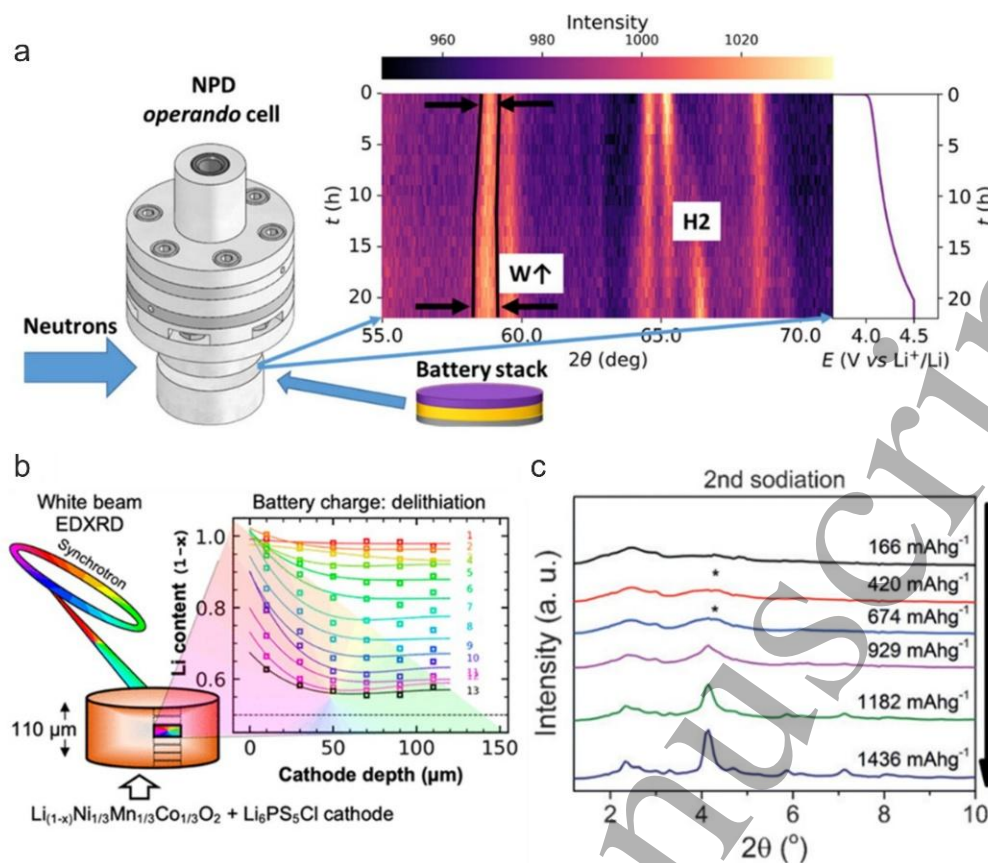 a
Intensity
960 980 1000 1020
NPD
operando cell
0 0
5 5
10 10
15 15
20 20
t (h)
t (h)
H2
W↑
Neutrons
55.0 60.0 65.0 70.0 4.0 4.5
2θ (deg)
E (V vs Li⁺/Li)
Battery stack
b
White beam
EDXRD
Synchrotron
Battery charge: delithiation
Li content (1−x)
1.0
0.8
0.6
1
2
4
5
6
7
8
9
10
11
13
0 50 100 150
Cathode depth (µm)
110 µm
Li(1-x)Ni1/3Mn1/3Co1/3O2 + Li6PS5Cl cathode
c
2nd sodiation
166 mAhg⁻¹
*
420 mAhg⁻¹
*
674 mAhg⁻¹
929 mAhg⁻¹
1182 mAhg⁻¹
1436 mAhg⁻¹
Intensity (a. u.)
2 4 6 8 10
2θ (°)
nuscri